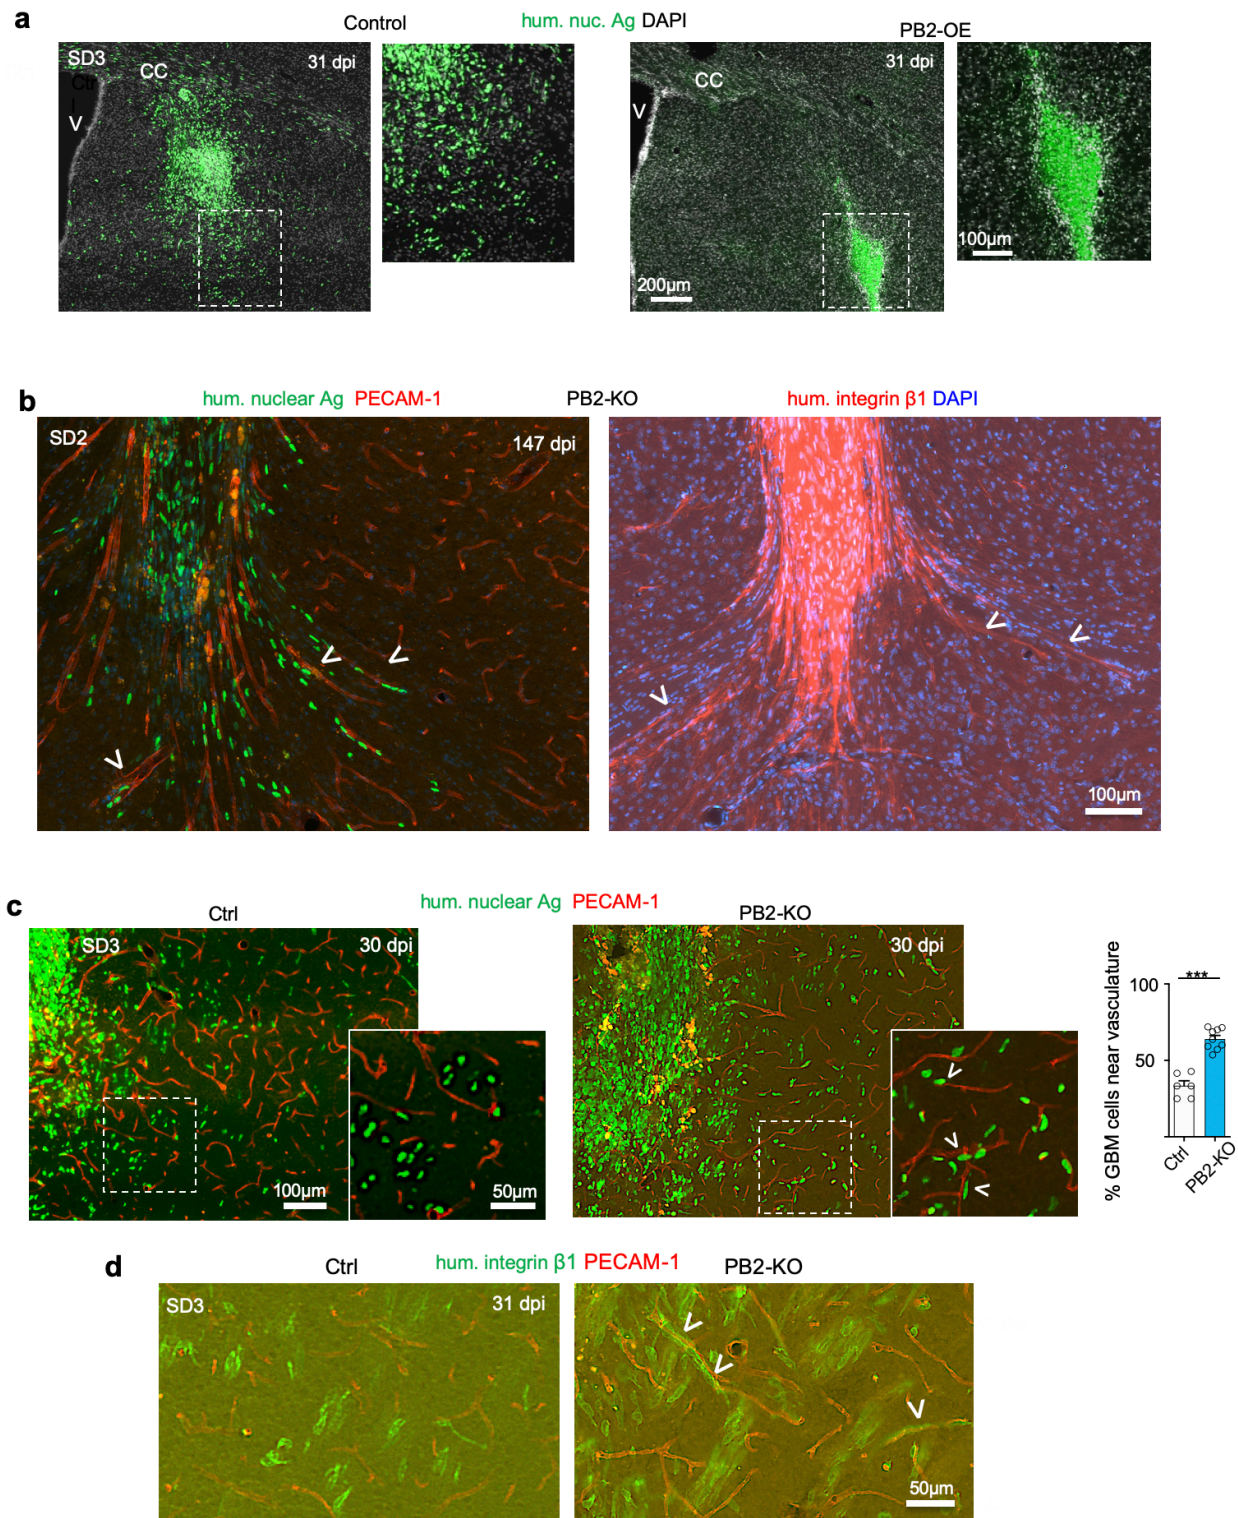 a
Control
hum. nuc. Ag DAPI
PB2-OE
SD3
CC
31 dpi
Ctr
l
V
CC
31 dpi
V
200µm
100µm
b
hum. nuclear Ag PECAM-1
PB2-KO
hum. integrin β1 DAPI
SD2
147 dpi
100µm
c
hum. nuclear Ag PECAM-1
Ctrl
PB2-KO
SD3
30 dpi
100µm
50µm
30 dpi
% GBM cells near vasculature
100
50
***
Ctrl
PB2-KO
d
Ctrl
hum. integrin β1 PECAM-1
PB2-KO
SD3
31 dpi
50µm